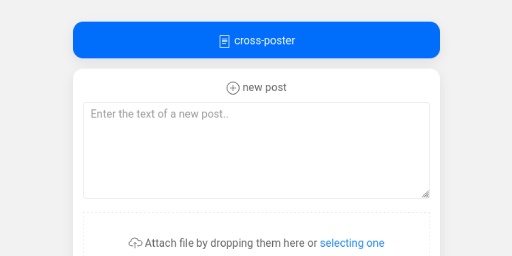 cross-poster
new post
Enter the text of a new post..
Attach file by dropping them here or selecting one